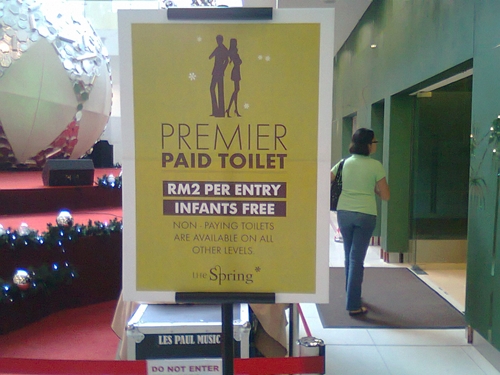 PREMIER
PAID TOILET
RM2 PER ENTRY
INFANTS FREE
NON - PAYING TOILETS
ARE AVAILABLE ON ALL
OTHER LEVELS.
THE Spring
LES PAUL MUSIC
DO NOT ENTER